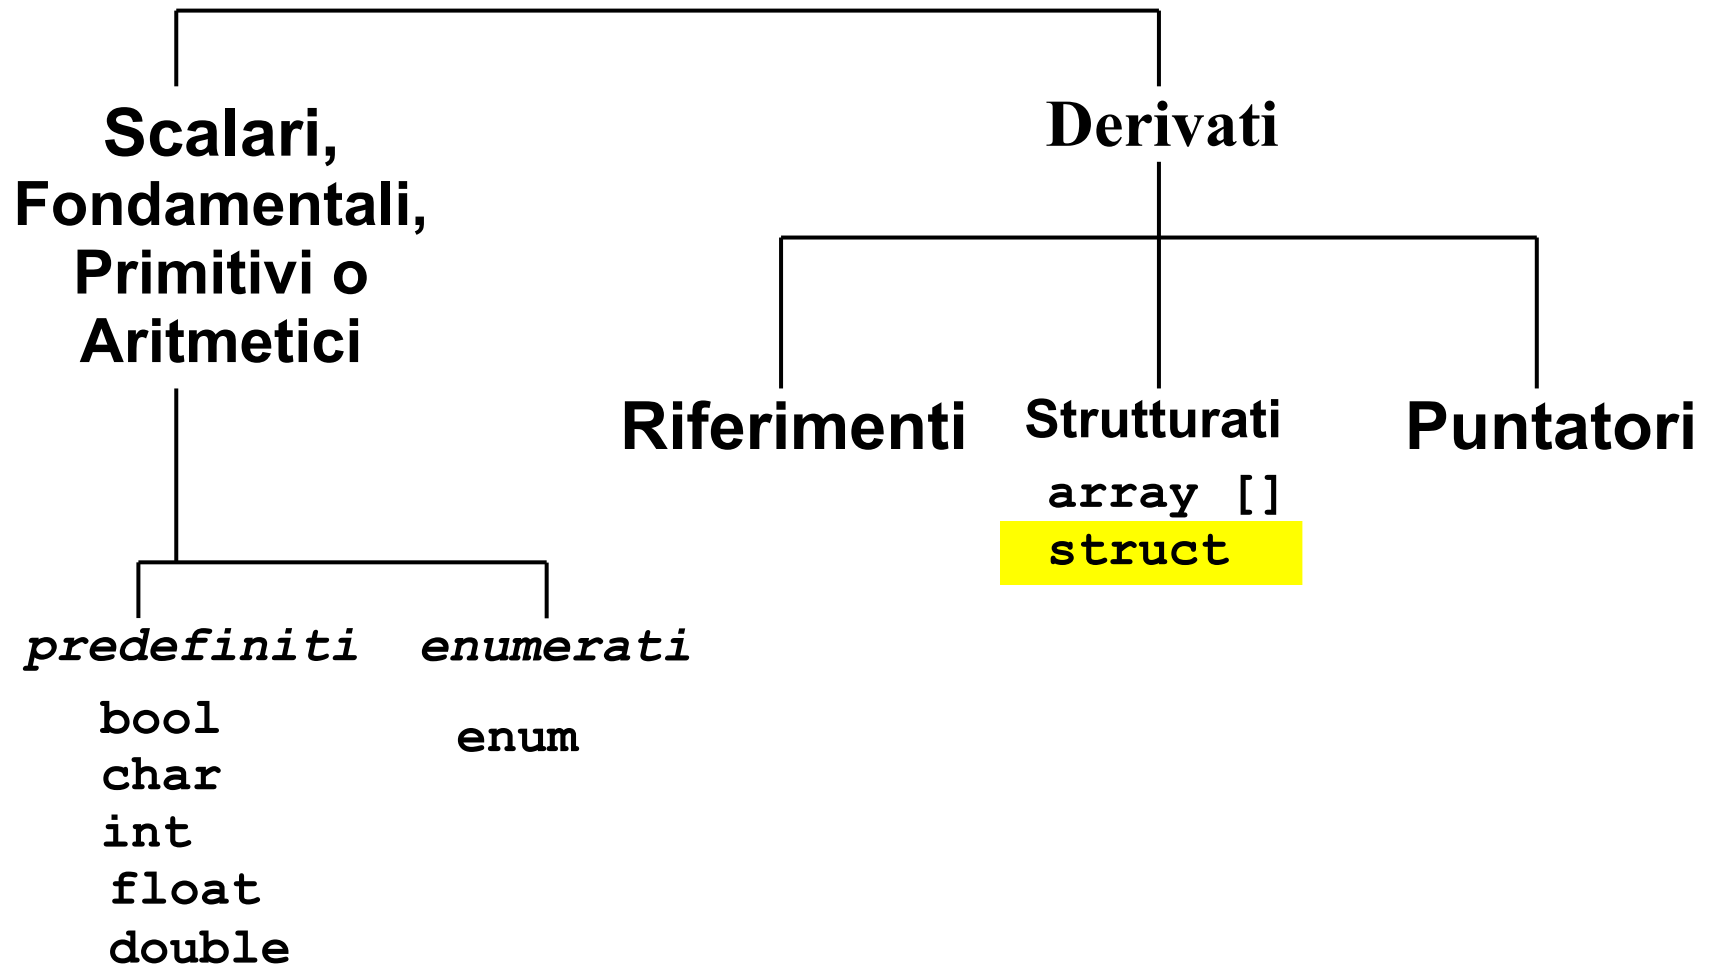 Scalari,
Fondamentali,
Primitivi o
Aritmetici
Derivati
Riferimenti
Strutturati
array []
struct
Puntatori
predefiniti
bool
char
int
float
double
enumerati
enum